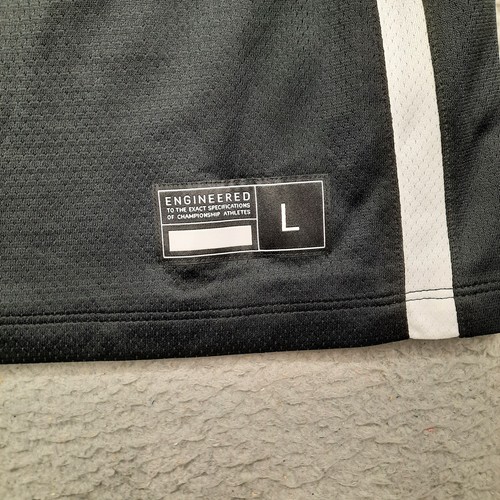 ENGINEERED
TO THE EXACT SPECIFICATIONS
OF CHAMPIONSHIP ATHLETES
L